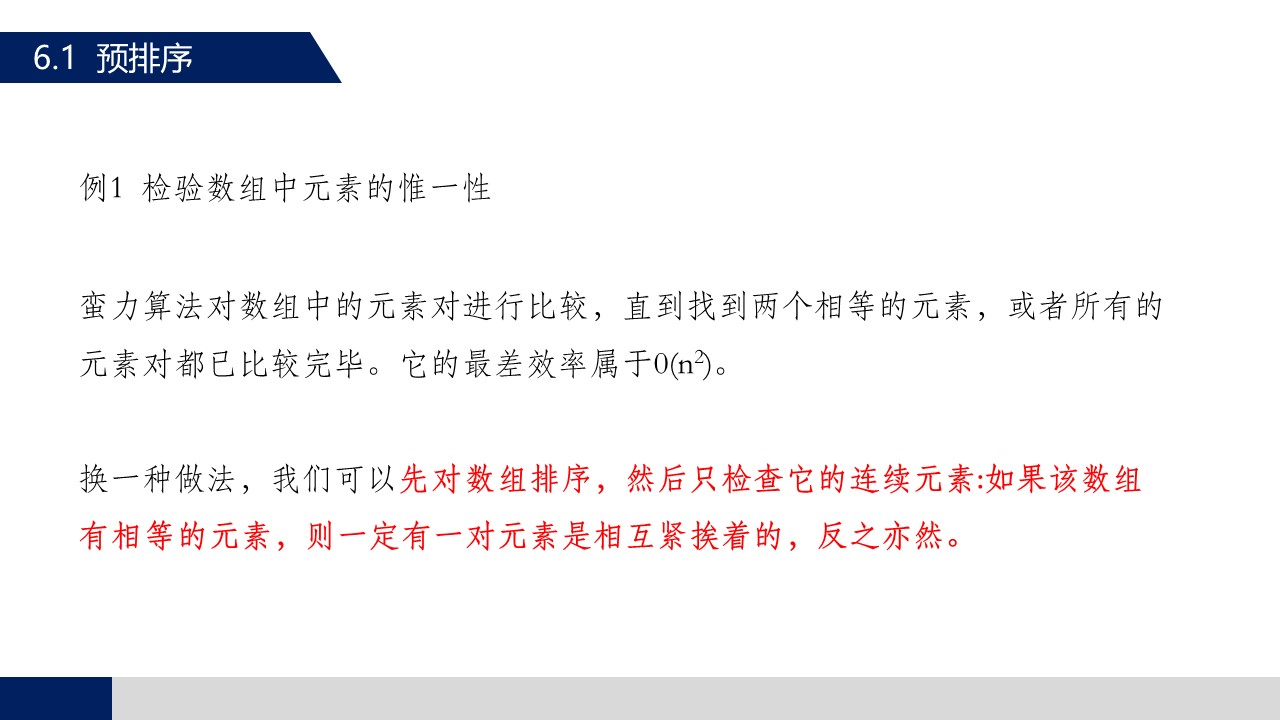 6.1 预排序
例1 检验数组中元素的惟一性
蛮力算法对数组中的元素对进行比较，直到找到两个相等的元素，或者所有的
元素对都已比较完毕。它的最差效率属于0(n²)。
换一种做法，我们可以先对数组排序，然后只检查它的连续元素:如果该数组
有相等的元素，则一定有一对元素是相互紧挨着的，反之亦然。